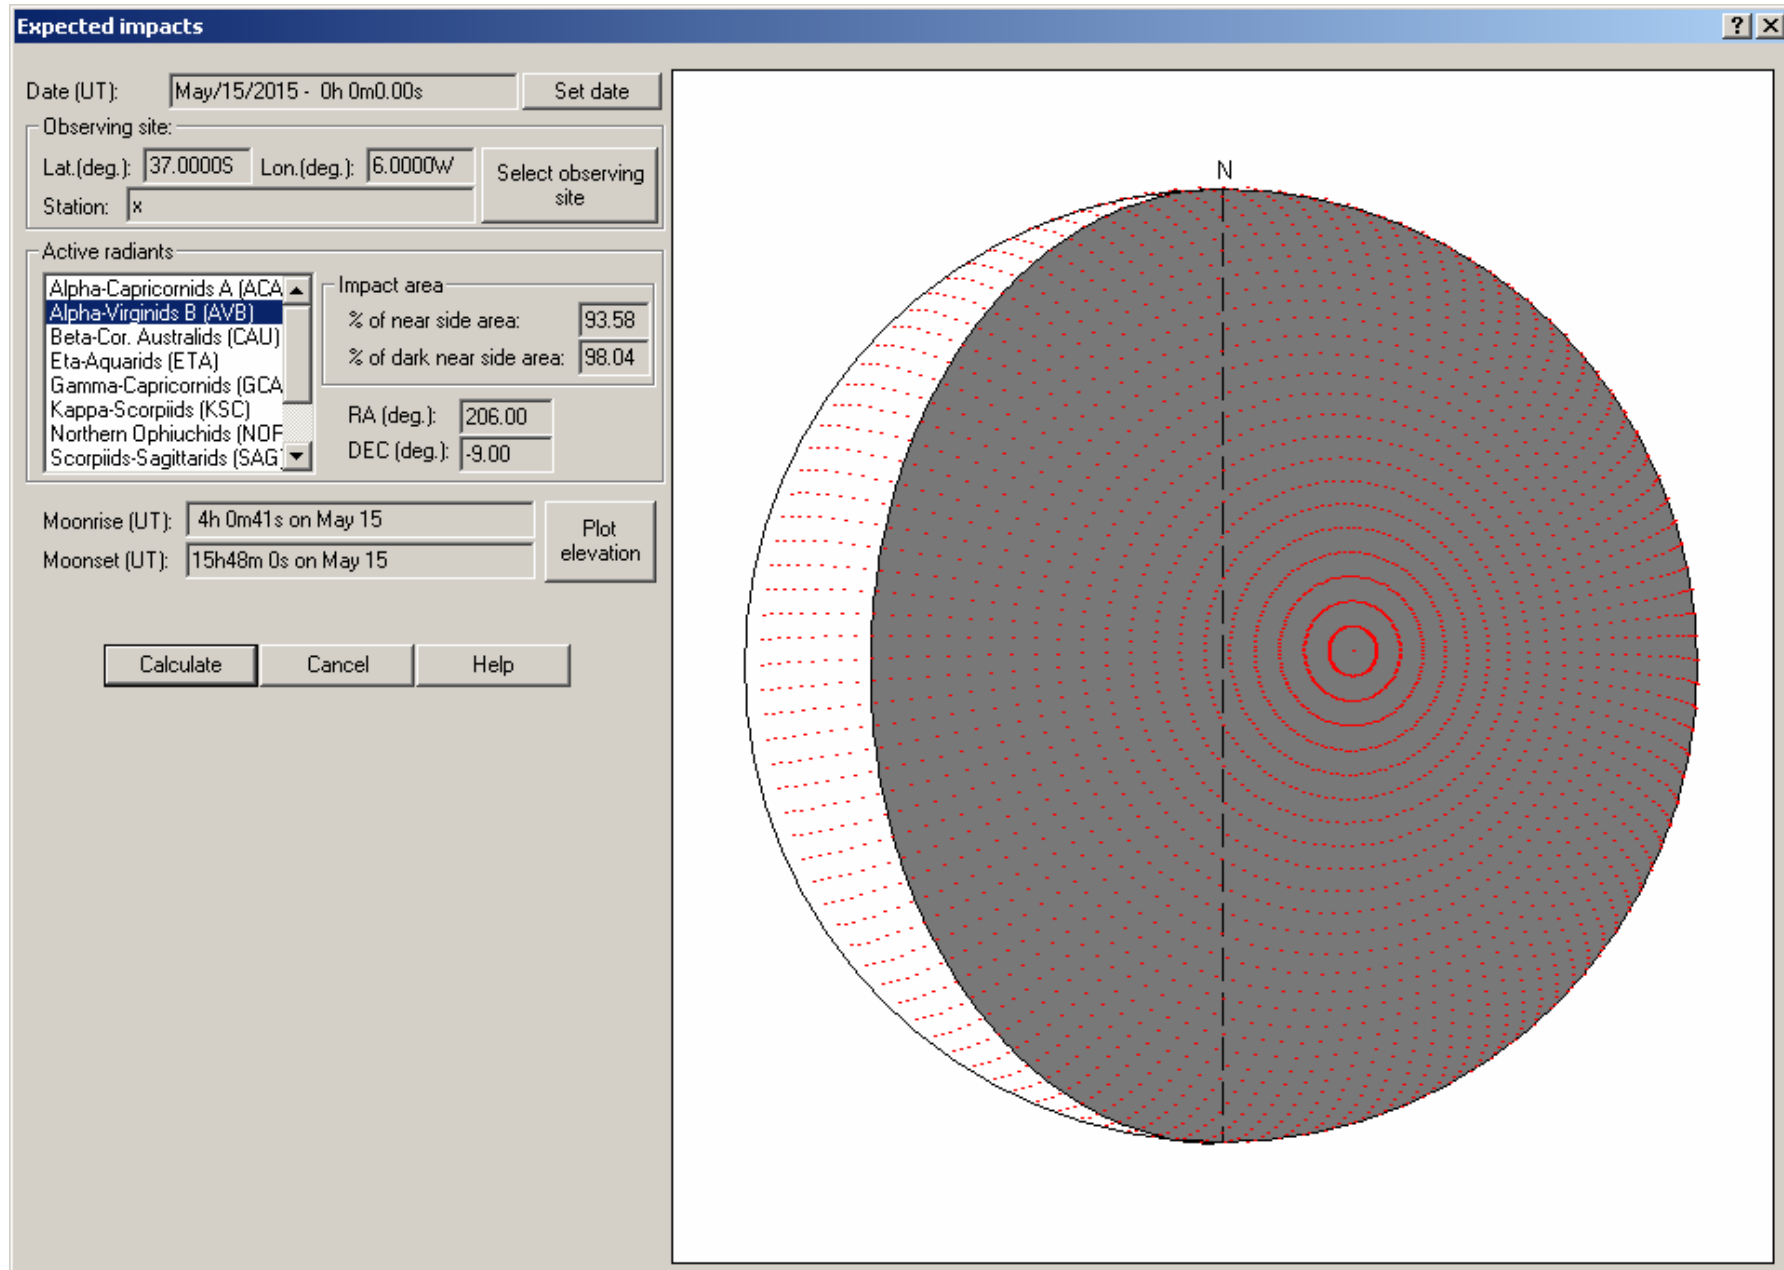 Expected impacts
Date (UT): May/15/2015 - 0h 0m0.00s Set date
Observing site:
Lat.(deg.): 37.0000S Lon.(deg.): 6.0000W Select observing site
Station: x
Active radiants
Alpha-Capricornids A (ACA
Alpha-Virginids B (AVB)
Beta-Cor. Australids (CAU)
Eta-Aquarids (ETA)
Gamma-Capricornids (GCA
Kappa-Scorpiids (KSC)
Northern Ophiuchids (NOF
Scorpiids-Sagittarids (SAG
Impact area
% of near side area: 93.58
% of dark near side area: 98.04
RA (deg.): 206.00
DEC (deg.): -9.00
Moonrise (UT): 4h 0m41s on May 15
Moonset (UT): 15h48m 0s on May 15
Plot
elevation
Calculate Cancel Help
N